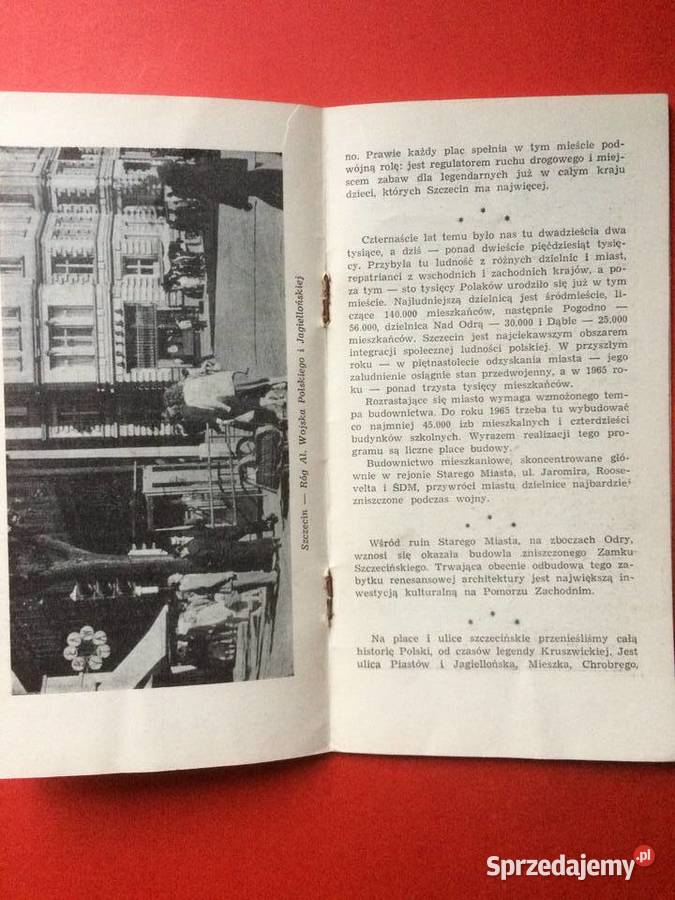 Szczecin — Róg Al. Wojska Polskiego i Jagiellońskiej
no. Prawie każdy plac spełnia w tym mieście pod-
wójną rolę: jest regulatorem ruchu drogowego i miej-
scem zabaw dla legendarnych już w całym kraju
dzieci, których Szczecin ma najwięcej.
* * *
Czternaście lat temu było nas tu dwadzieścia dwa
tysiące, a dziś — ponad dwieście pięćdziesiąt tysię-
cy. Przybyła tu ludność z różnych dzielnic i miast,
repatrianci z wschodnich i zachodnich krajów, a po-
za tym — sto tysięcy Polaków urodziło się już w tym
mieście. Najludniejszą dzielnicą jest śródmieście, li-
czące 140.000 mieszkańców, następnie Pogodno —
56.000, dzielnica Nad Odrą — 30.000 i Dąbie — 25.000
mieszkańców. Szczecin jest najciekawszym obszarem
integracji społecznej ludności polskiej. W przyszłym
roku — w piętnastolecie odzyskania miasta — jego
zaludnienie osiągnie stan przedwojenny, a w 1965 ro-
ku — ponad trzysta tysięcy mieszkańców.
Rozrastające się miasto wymaga wzmożonego tem-
pa budownictwa. Do roku 1965 trzeba tu wybudować
co najmniej 45.000 izb mieszkalnych i czterdzieści
budynków szkolnych. Wyrazem realizacji tego pro-
gramu są liczne place budowy.
Budownictwo mieszkaniowe, skoncentrowane głów-
wnie w rejonie Starego Miasta, ul. Jaromira, Roose-
velta i ŚDM, przywróci miastu dzielnice najbardziej
zniszczone podczas wojny.
* * *
Wśród ruin Starego Miasta, na zboczach Odry,
wznosi się okazała budowla zniszczonego Zamku
Szczecińskiego. Trwająca obecnie odbudowa tego za-
bytku renesansowej architektury jest największą in-
westycją kulturalną na Pomorzu Zachodnim.
* * *
Na place i ulice szczecińskie przenieśliśmy całą
historię Polski, od czasów legendy Kruszwickiej. Jest
ulica Piastów i Jagiellońska, Mieszka, Chrobrego,
Sprzedajemy.pl